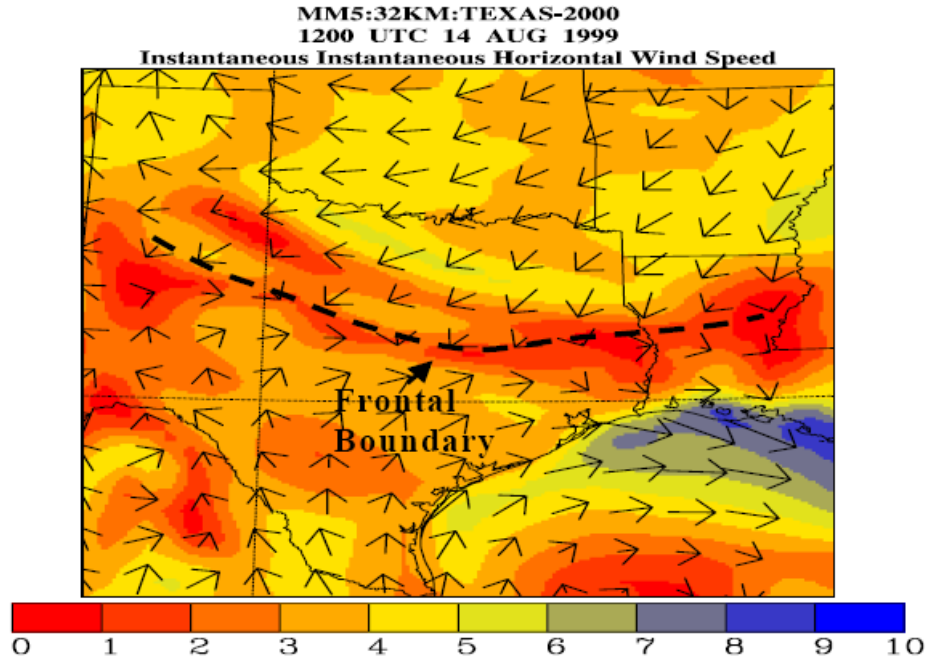 MM5:32KM:TEXAS-2000
1200 UTC 14 AUG 1999
Instantaneous Instantaneous Horizontal Wind Speed
Frontal
Boundary
0 1 2 3 4 5 6 7 8 9 10